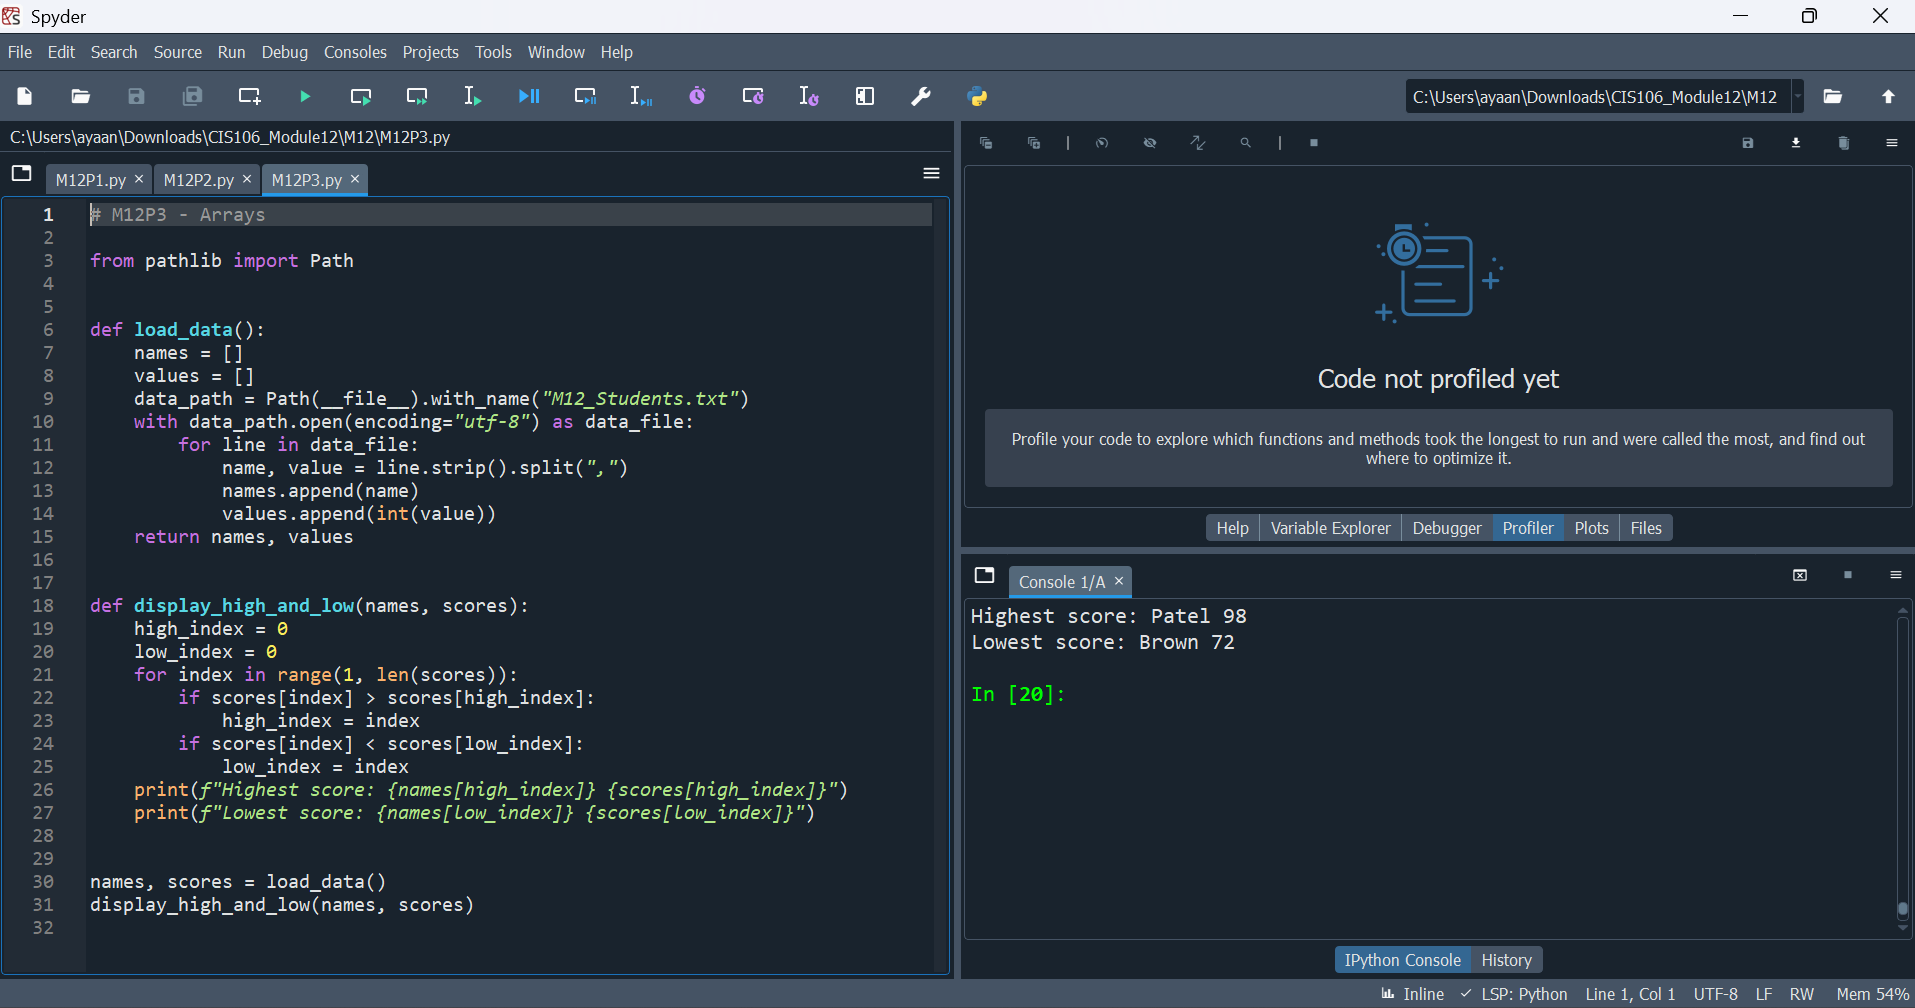 Spyder
File Edit Search Source Run Debug Consoles Projects Tools Window Help
C:\Users\ayaan\Downloads\CIS106_Module12\M12
C:\Users\ayaan\Downloads\CIS106_Module12\M12\M12P3.py
M12P1.py M12P2.py M12P3.py
1 # M12P3 - Arrays
2
3 from pathlib import Path
4
5
6 def load_data():
7     names = []
8     values = []
9     data_path = Path(__file__).with_name("M12_Students.txt")
10     with data_path.open(encoding="utf-8") as data_file:
11         for line in data_file:
12             name, value = line.strip().split(",")
13             names.append(name)
14             values.append(int(value))
15     return names, values
16
17
18 def display_high_and_low(names, scores):
19     high_index = 0
20     low_index = 0
21     for index in range(1, len(scores)):
22         if scores[index] > scores[high_index]:
23             high_index = index
24         if scores[index] < scores[low_index]:
25             low_index = index
26     print(f"Highest score: {names[high_index]} {scores[high_index]}")
27     print(f"Lowest score: {names[low_index]} {scores[low_index]}")
28
29
30 names, scores = load_data()
31 display_high_and_low(names, scores)
32
Code not profiled yet
Profile your code to explore which functions and methods took the longest to run and were called the most, and find out
where to optimize it.
Help Variable Explorer Debugger Profiler Plots Files
Console 1/A
Highest score: Patel 98
Lowest score: Brown 72
In [20]:
IPython Console History
Inline LSP: Python Line 1, Col 1 UTF-8 LF RW Mem 54%